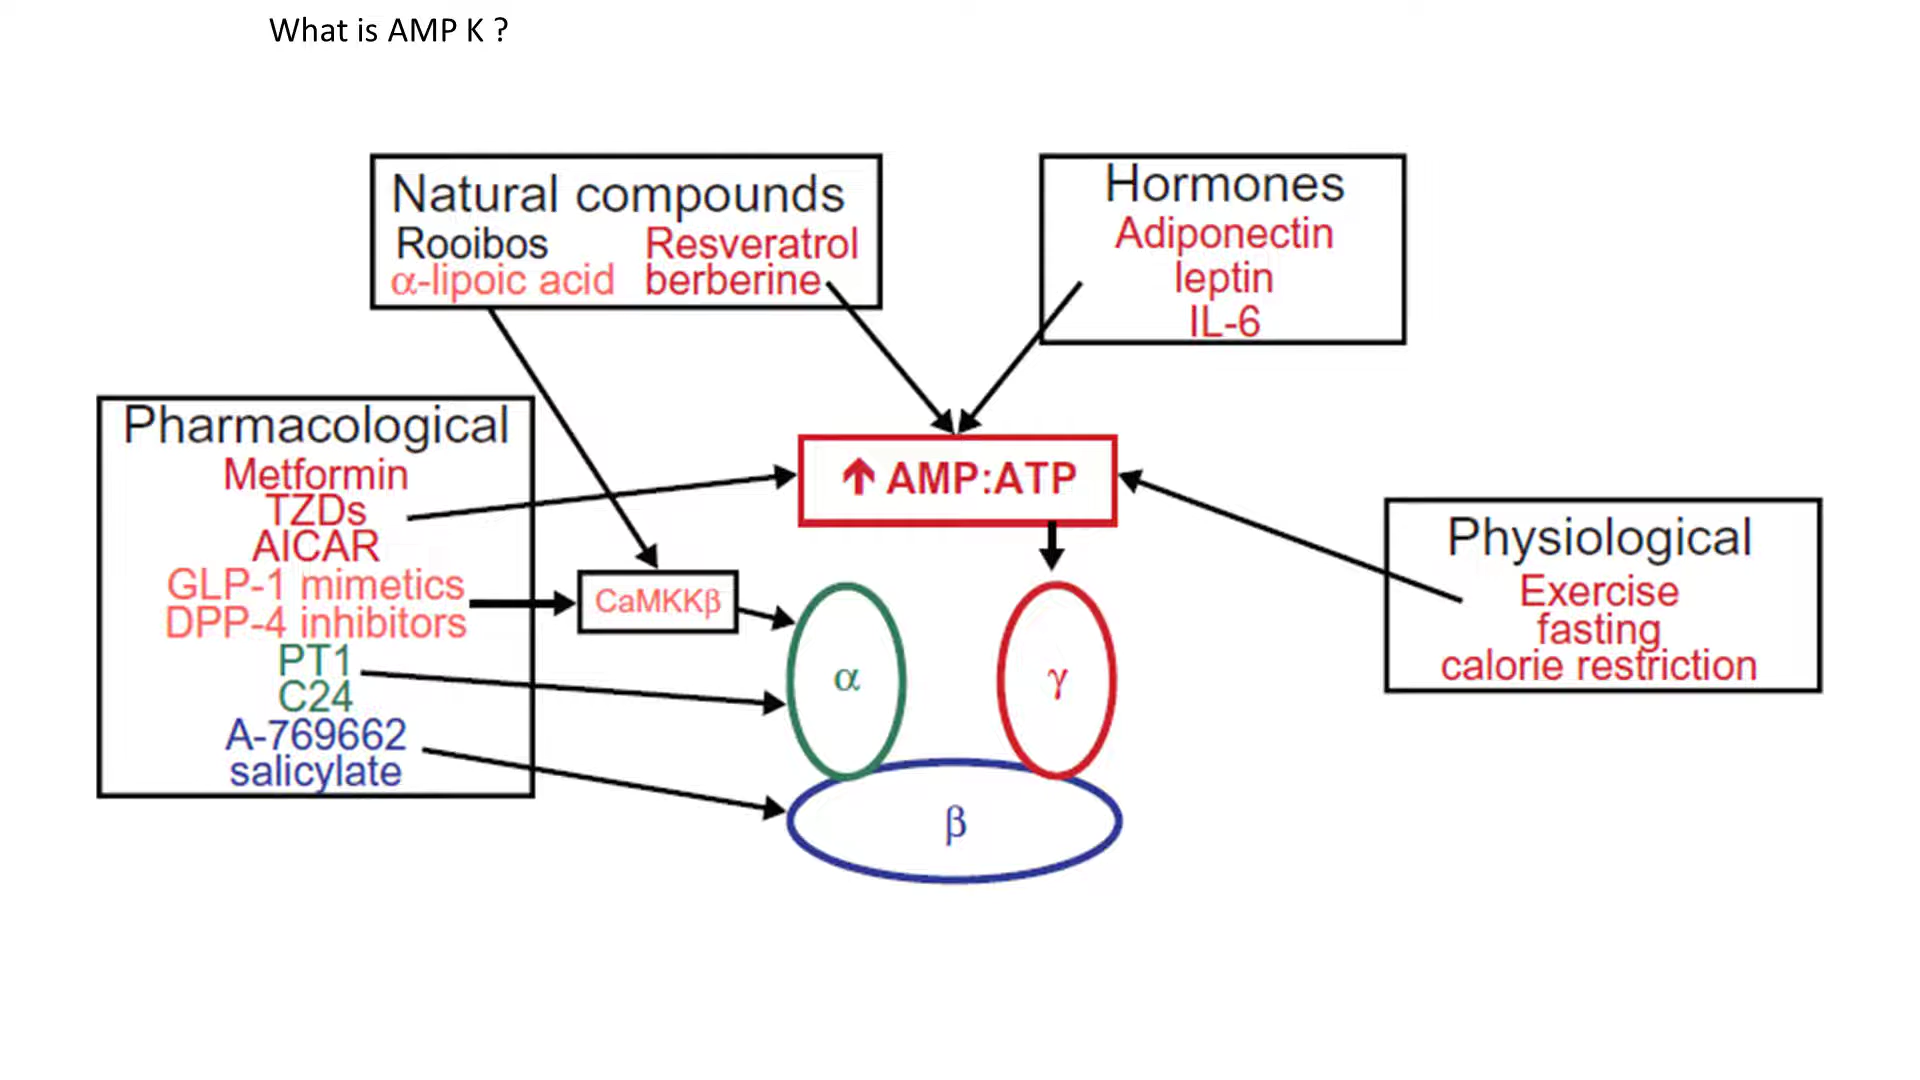 What is AMP K ?
Natural compounds
Rooibos Resveratrol
α-lipoic acid berberine
Hormones
Adiponectin
leptin
IL-6
Pharmacological
Metformin
TZDs
AICAR
GLP-1 mimetics
DPP-4 inhibitors
PT1
C24
A-769662
salicylate
↑ AMP:ATP
CaMKKβ
Physiological
Exercise
fasting
calorie restriction
α
γ
β